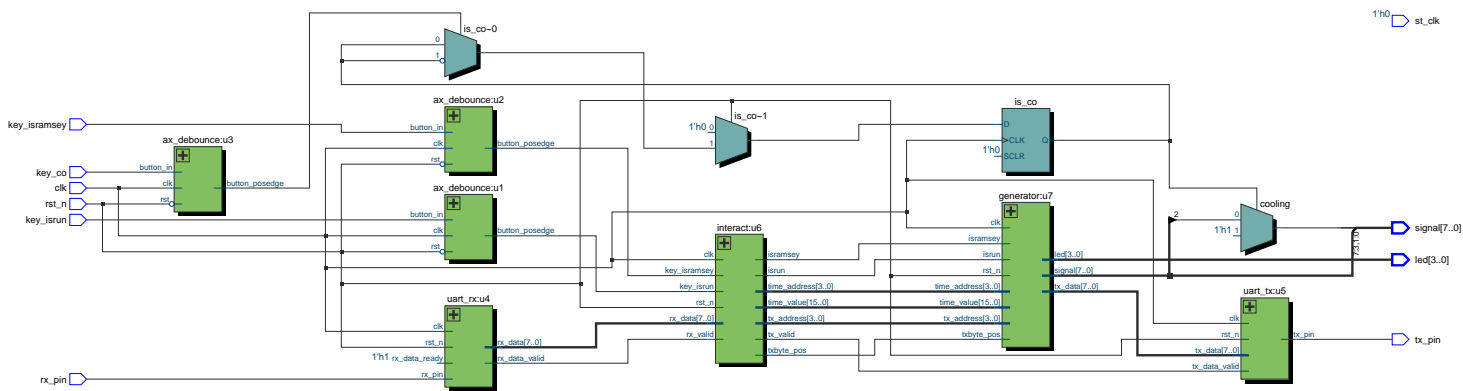 1'h0
st_clk
is_co~0
0
1
ax_debounce:u2
button_in
clk
rst
button_posedge
key_isramsey
ax_debounce:u3
button_in
clk
rst
button_posedge
key_co
clk
rst_n
key_isrun
ax_debounce:u1
button_in
clk
rst
button_posedge
is_co~1
1'h0
0
1
is_co
D
>CLK
1'h0
SCLR
Q
interact:u6
clk
key_isramsey
key_isrun
rst_n
rx_data[7..0]
rx_valid
isramsey
isrun
time_address[3..0]
time_value[15..0]
tx_address[3..0]
tx_valid
txbyte_pos
generator:u7
clk
isramsey
isrun
rst_n
time_address[3..0]
time_value[15..0]
tx_address[3..0]
txbyte_pos
led[3..0]
signal[7..0]
tx_data[7..0]
cooling
2
0
1'h1
1
7:3,1:0
signal[7..0]
led[3..0]
uart_rx:u4
clk
rst_n
1'h1
rx_data_ready
rx_pin
rx_data[7..0]
rx_data_valid
rx_pin
uart_tx:u5
clk
rst_n
tx_data[7..0]
tx_data_valid
tx_pin
tx_pin